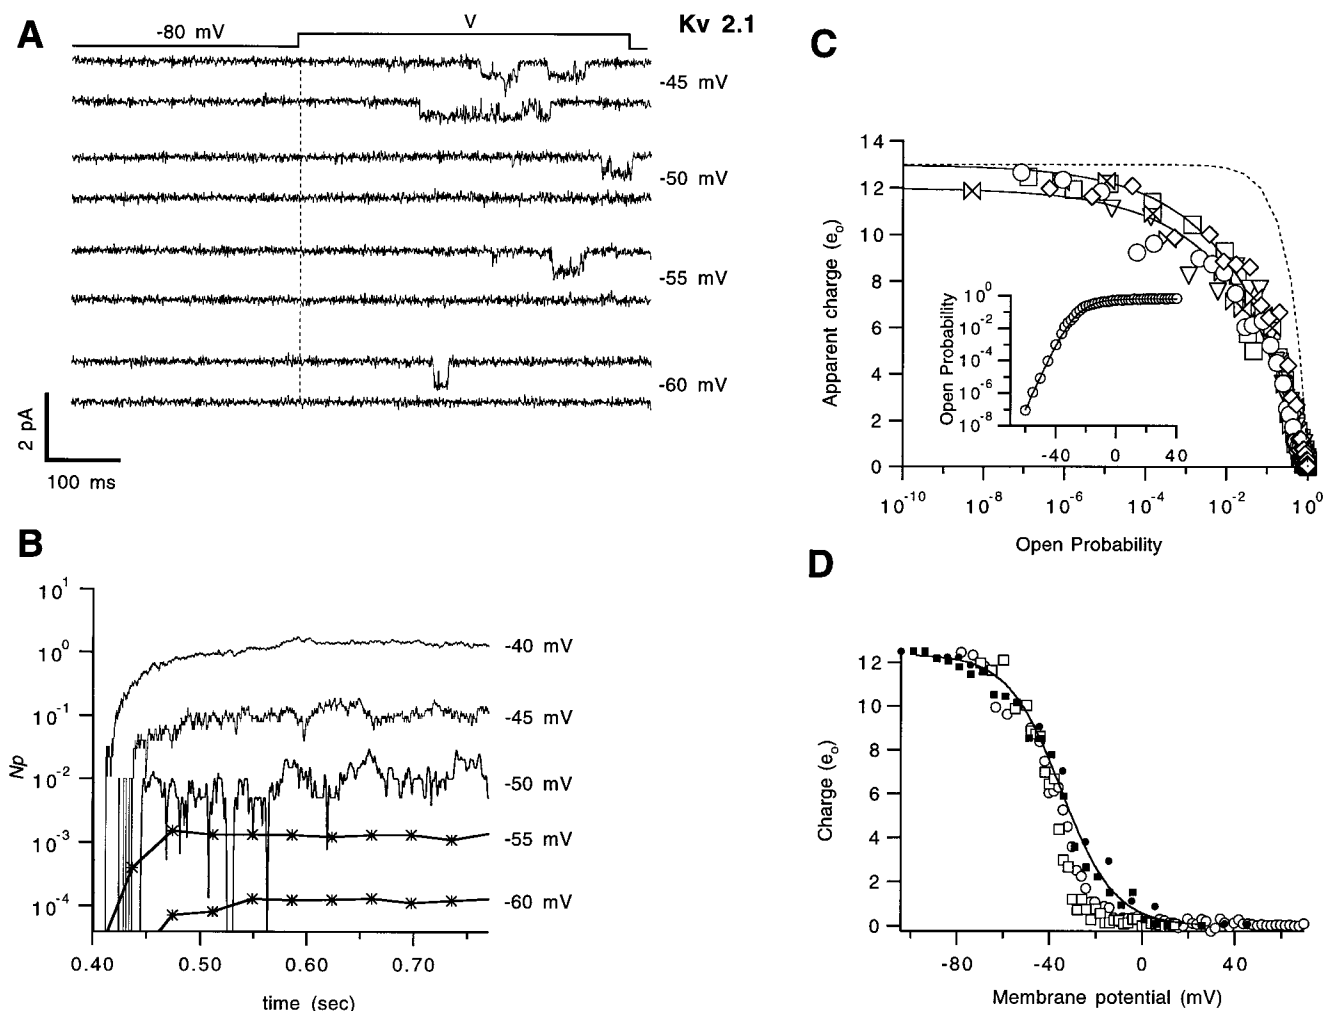 A
-80 mV
V
Kv 2.1
-45 mV
-50 mV
-55 mV
-60 mV
2 pA
100 ms
B
10^1
10^0
10^-1
10^-2
10^-3
10^-4
Np
-40 mV
-45 mV
-50 mV
-55 mV
-60 mV
0.40
0.50
0.60
0.70
time (sec)
C
14
12
10
8
6
4
2
0
Apparent charge (e_o)
Open Probability
10^0
10^-2
10^-4
10^-6
10^-8
-40
0
40
10^-10
10^-8
10^-6
10^-4
10^-2
10^0
Open Probability
D
12
10
8
6
4
2
0
Charge (e_o)
-80
-40
0
40
Membrane potential (mV)